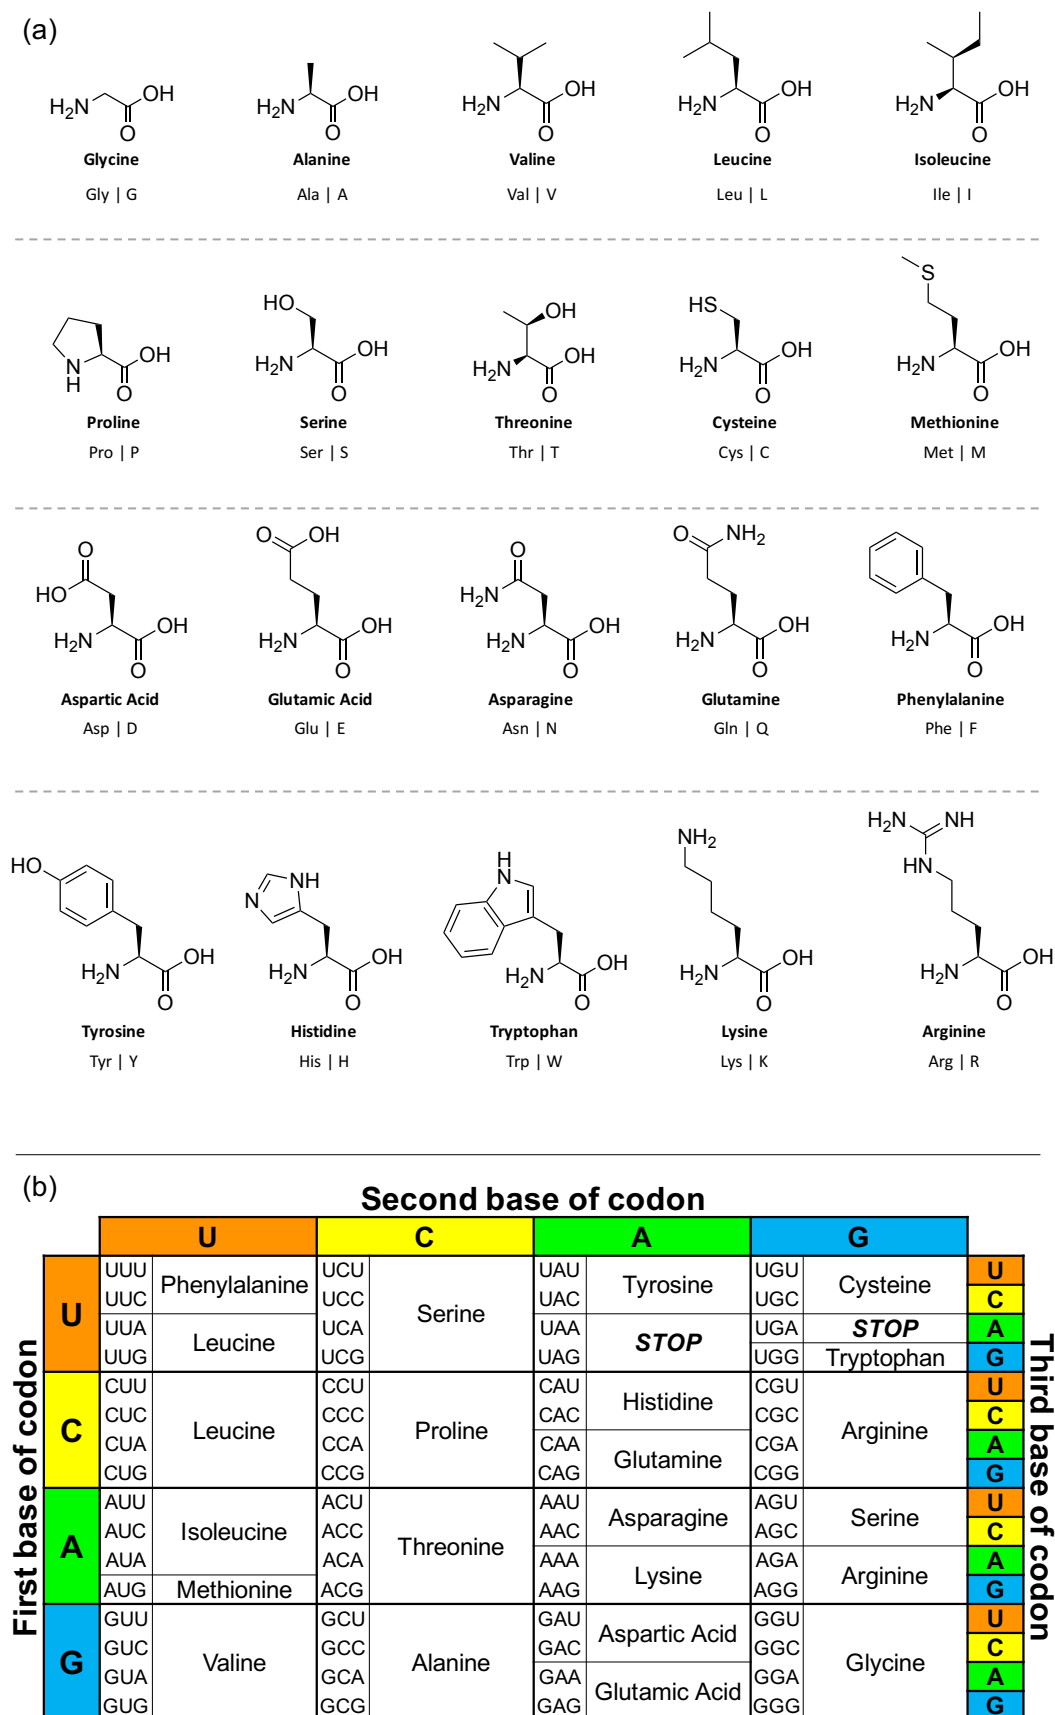 (a)
H2N OH O
H2N OH O
H2N OH O
H2N OH O
H2N OH O
Glycine Alanine Valine Leucine Isoleucine
Gly | G Ala | A Val | V Leu | L Ile | I
N H OH O
HO H2N OH O
OH H2N OH O
HS H2N OH O
S H2N OH O
Proline Serine Threonine Cysteine Methionine
Pro | P Ser | S Thr | T Cys | C Met | M
O HO H2N OH O
O OH H2N OH O
O H2N H2N OH O
O NH2 H2N OH O
H2N OH O
Aspartic Acid Glutamic Acid Asparagine Glutamine Phenylalanine
Asp | D Glu | E Asn | N Gln | Q Phe | F
HO H2N OH O
N NH H2N OH O
H N H2N OH O
NH2 H2N OH O
H2N NH HN H2N OH O
Tyrosine Histidine Tryptophan Lysine Arginine
Tyr | Y His | H Trp | W Lys | K Arg | R
(b)
Second base of codon
U C A G
First base of codon
Third base of codon
U
UUU UUC Phenylalanine
UUA UUG Leucine
UCU UCC UCA UCG Serine
UAU UAC Tyrosine
UAA UAG STOP
UGU UGC Cysteine
UGA STOP
UGG Tryptophan
U C A G
C
CUU CUC CUA CUG Leucine
CCU CCC CCA CCG Proline
CAU CAC Histidine
CAA CAG Glutamine
CGU CGC CGA CGG Arginine
U C A G
A
AUU AUC AUA Isoleucine
AUG Methionine
ACU ACC ACA ACG Threonine
AAU AAC Asparagine
AAA AAG Lysine
AGU AGC Serine
AGA AGG Arginine
U C A G
G
GUU GUC GUA GUG Valine
GCU GCC GCA GCG Alanine
GAU GAC Aspartic Acid
GAA GAG Glutamic Acid
GGU GGC GGA GGG Glycine
U C A G